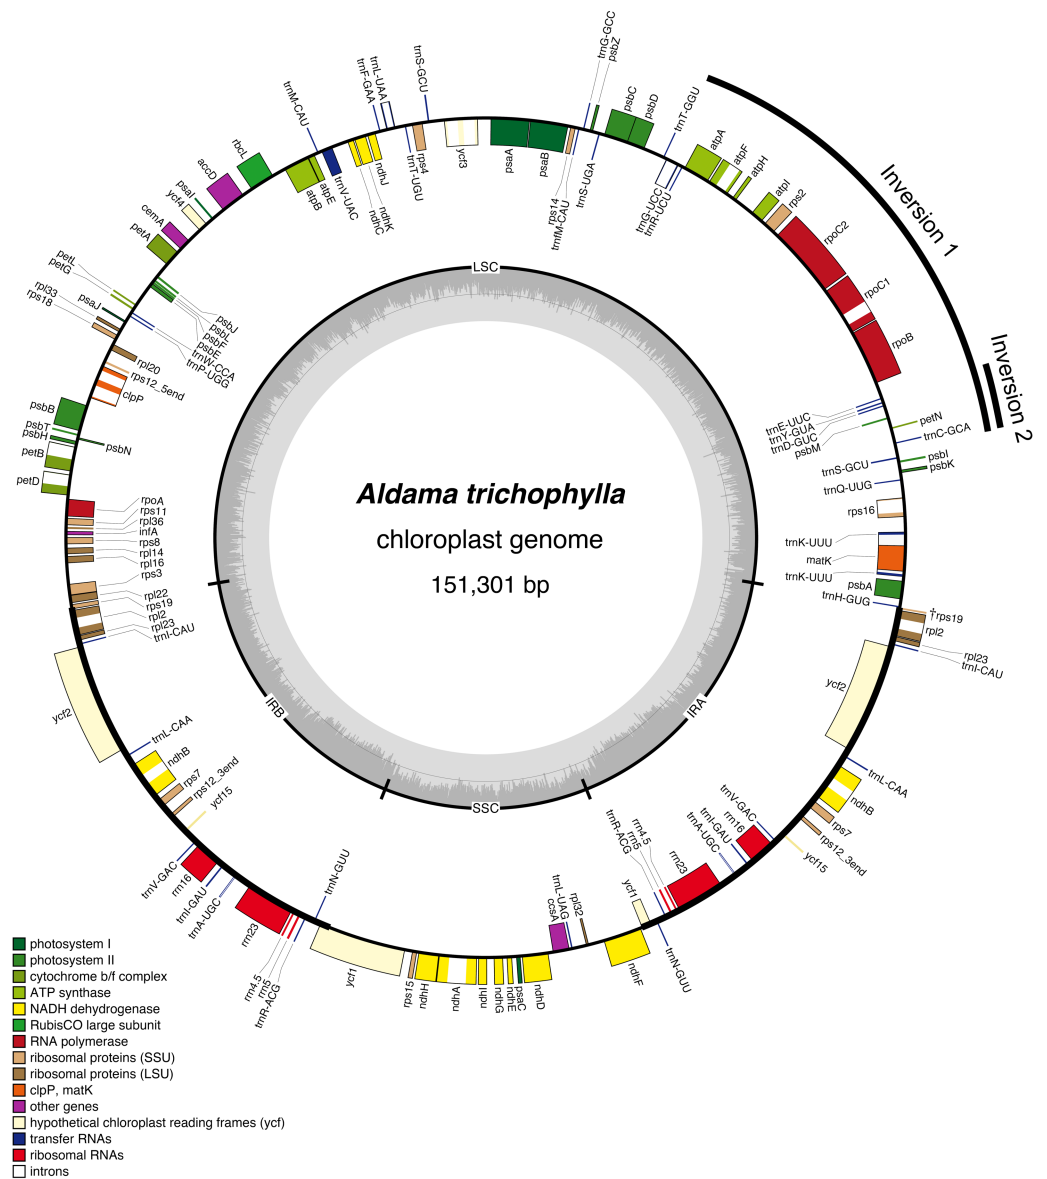 Aldama trichophylla
chloroplast genome
151,301 bp
LSC
IRB
IRA
SSC
Inversion 1
Inversion 2
trnG-GCC
psbZ
psbC
psbD
trnT-GGU
atpA
atpF
atpH
atpI
rps2
rpoC2
rpoC1
rpoB
trnG-UCC
trnR-UCU
trnS-UGA
rps14
trnfM-CAU
psaB
psaA
ycf3
trnS-GCU
rps4
trnT-UGU
trnL-UAA
trnF-GAA
ndhJ
ndhK
ndhC
trnV-UAC
trnM-CAU
atpE
atpB
rbcL
accD
psaI
ycf4
cemA
petA
psbJ
psbL
psbF
psbE
trnW-CCA
trnP-UGG
petL
petG
psaJ
rpl33
rps18
rpl20
rps12_5end
clpP
psbB
psbT
psbH
psbN
petB
petD
rpoA
rps11
rpl36
infA
rps8
rpl14
rpl16
rps3
rpl22
rps19
rpl2
rpl23
trnI-CAU
ycf2
trnL-CAA
ndhB
rps7
rps12_3end
ycf15
trnV-GAC
rrn16
trnI-GAU
trnA-UGC
rrn23
rrn4.5
rrn5
trnR-ACG
trnN-GUU
ycf1
rps15
ndhH
ndhA
ndhI
ndhG
ndhE
psaC
ndhD
ccsA
trnL-UAG
rpl32
ndhF
ycf1
trnN-GUU
trnR-ACG
rrn5
rrn4.5
rrn23
trnA-UGC
trnI-GAU
rrn16
trnV-GAC
ycf15
rps12_3end
rps7
ndhB
trnL-CAA
ycf2
trnI-CAU
rpl23
rpl2
†rps19
trnH-GUG
psbA
trnK-UUU
matK
trnK-UUU
rps16
trnQ-UUG
psbK
psbI
trnS-GCU
trnC-GCA
petN
psbM
trnD-GUC
trnY-GUA
trnE-UUC
photosystem I
photosystem II
cytochrome b/f complex
ATP synthase
NADH dehydrogenase
RubisCO large subunit
RNA polymerase
ribosomal proteins (SSU)
ribosomal proteins (LSU)
clpP, matK
other genes
hypothetical chloroplast reading frames (ycf)
transfer RNAs
ribosomal RNAs
introns